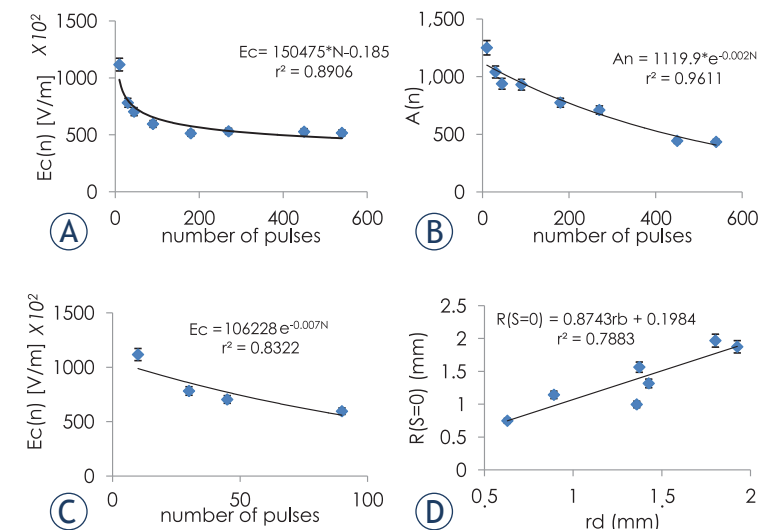 Ec(n) [V/m] X10²
1500
1000
500
0
0 200 400 600
number of pulses
Ec= 150475*N-0.185
r² = 0.8906
A
A(n)
1,500
1,000
500
0
0 200 400 600
number of pulses
An = 1119.9*e-0.002N
r² = 0.9611
B
Ec(n) [V/m] X10²
1500
1000
500
0
0 50 100
number of pulses
Ec =106228e-0.007N
r² = 0.8322
C
R(S=0) (mm)
2.5
2
1.5
1
0.5
0
0.5 1 1.5 2
rd (mm)
R(S=0) = 0.8743rb + 0.1984
r² = 0.7883
D